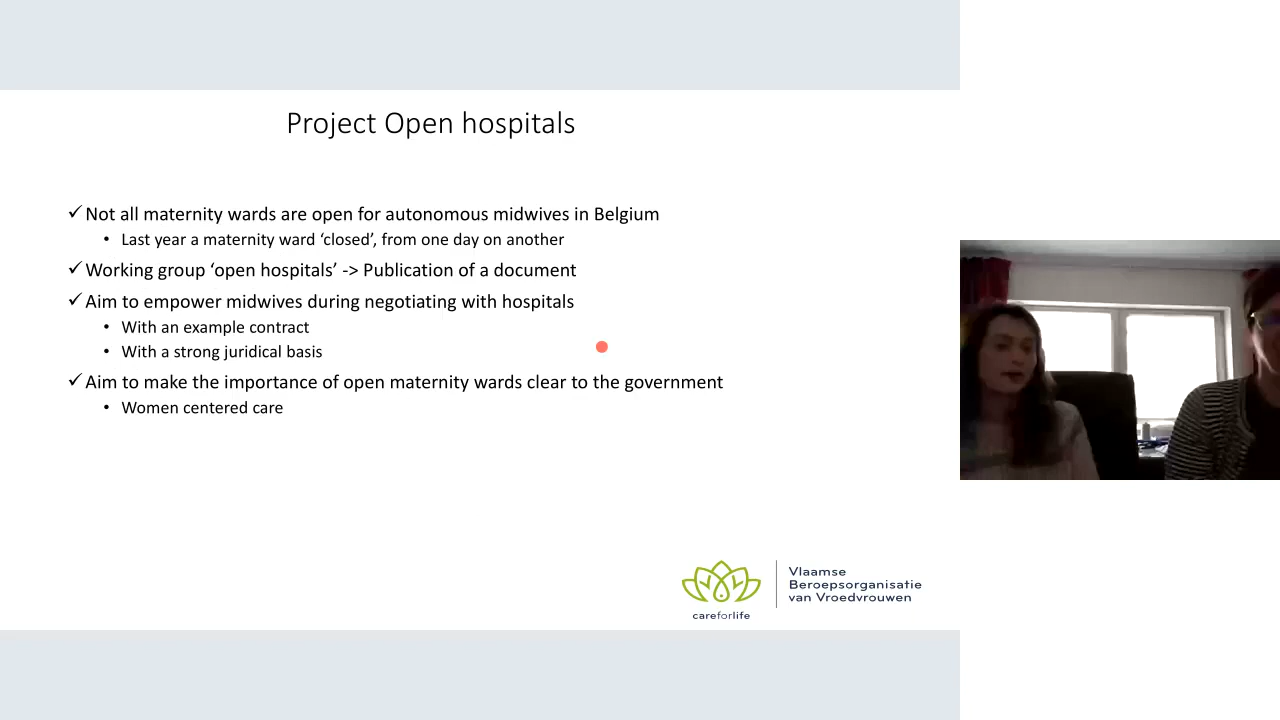 Project Open hospitals
✓ Not all maternity wards are open for autonomous midwives in Belgium
• Last year a maternity ward ‘closed’, from one day on another
✓ Working group ‘open hospitals’ -> Publication of a document
✓ Aim to empower midwives during negotiating with hospitals
• With an example contract
• With a strong juridical basis
✓ Aim to make the importance of open maternity wards clear to the government
• Women centered care
careforlife
Vlaamse
Beroepsorganisatie
van Vroedvrouwen